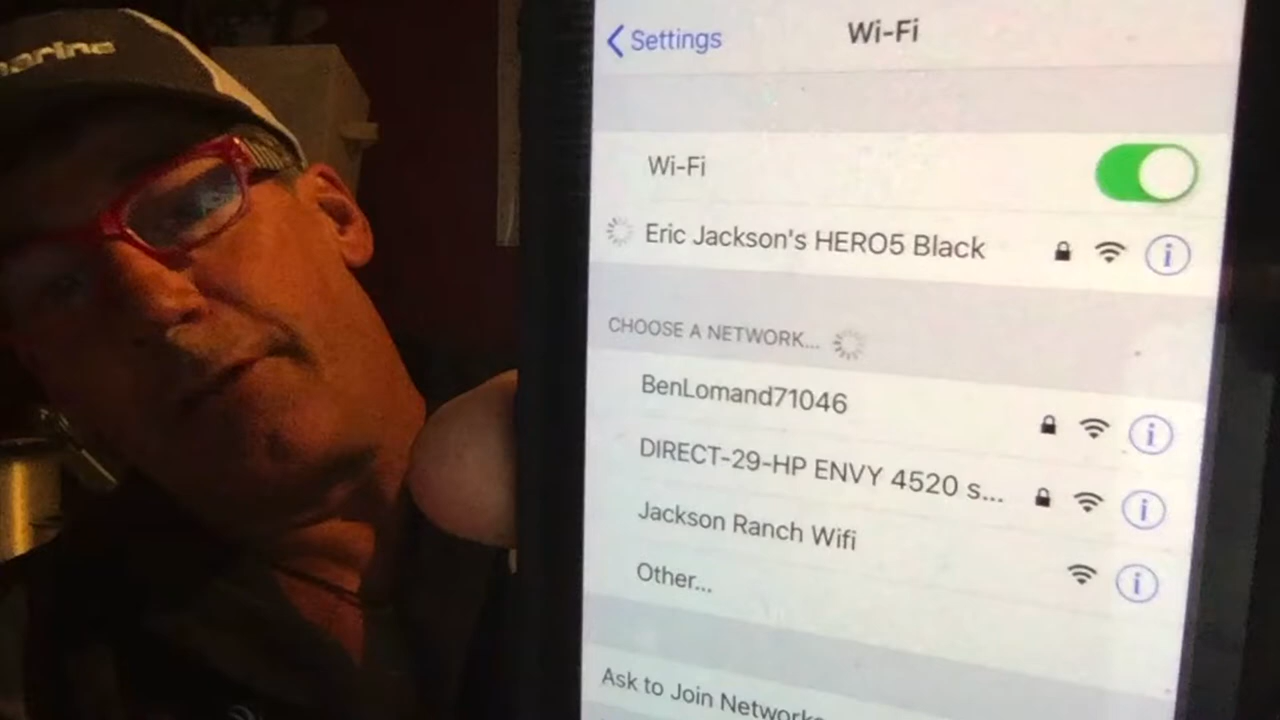 Settings
Wi-Fi
Wi-Fi
Eric Jackson's HERO5 Black
CHOOSE A NETWORK...
BenLomand71046
DIRECT-29-HP ENVY 4520 s...
Jackson Ranch Wifi
Other...
Ask to Join Networks